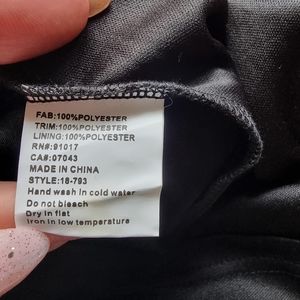 FAB:100%POLYESTER
TRIM:100%POLYESTER
LINING:100%POLYESTER
RN#:91017
CA#:07043
MADE IN CHINA
STYLE:18-793
Hand wash in cold water
Do not bleach
Dry in flat
Iron in low temperature